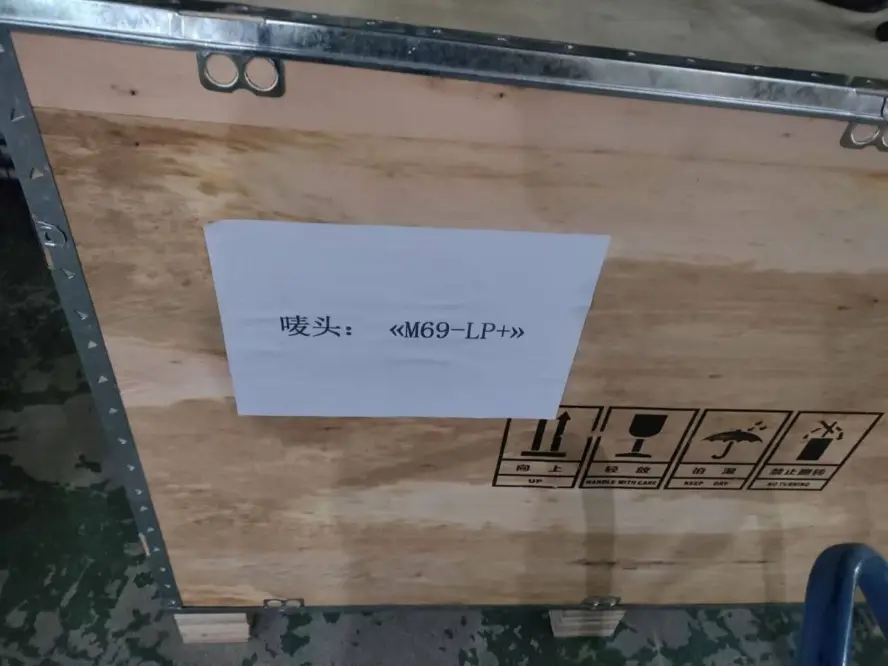 唛头： «M69-LP+»
向 上
UP
轻 放
HANDLE WITH CARE
怕 湿
KEEP DRY
禁止翻转
NO TURNING